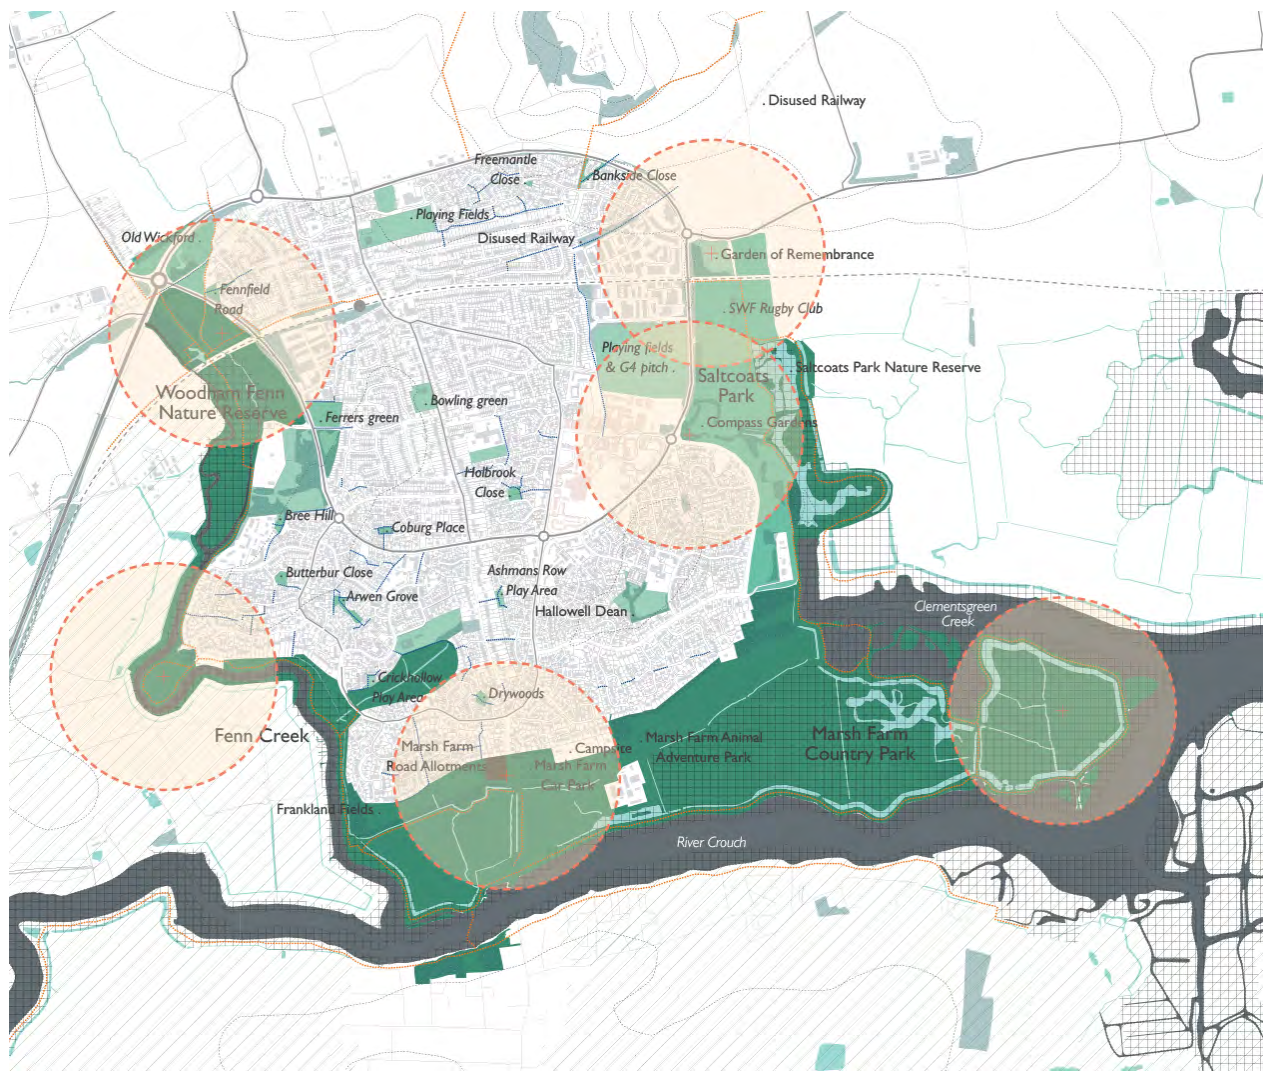 . Disused Railway
Freemantle
Close .
. Bankside Close
. Playing Fields
Old Wickford .
Disused Railway .
. Garden of Remembrance
. Fennfield
Road
. SWF Rugby Club
Playing fields
& G4 pitch .
. Saltcoats Park Nature Reserve
Saltcoats
Park
Woodham Fenn
Nature Reserve
. Bowling green
. Ferrers green
. Compass Gardens
Holbrook
Close .
. Bree Hill
. Coburg Place
Ashmans Row
. Play Area
. Butterbur Close
. Arwen Grove
Hallowell Dean .
Clementsgreen
Creek
. Crickhollow
Play Area
. Drywoods
Fenn Creek
Marsh Farm
Road Allotments
. Campsite
Marsh Farm
Car Park
. Marsh Farm Animal
Adventure Park
Marsh Farm
Country Park
Frankland Fields .
River Crouch